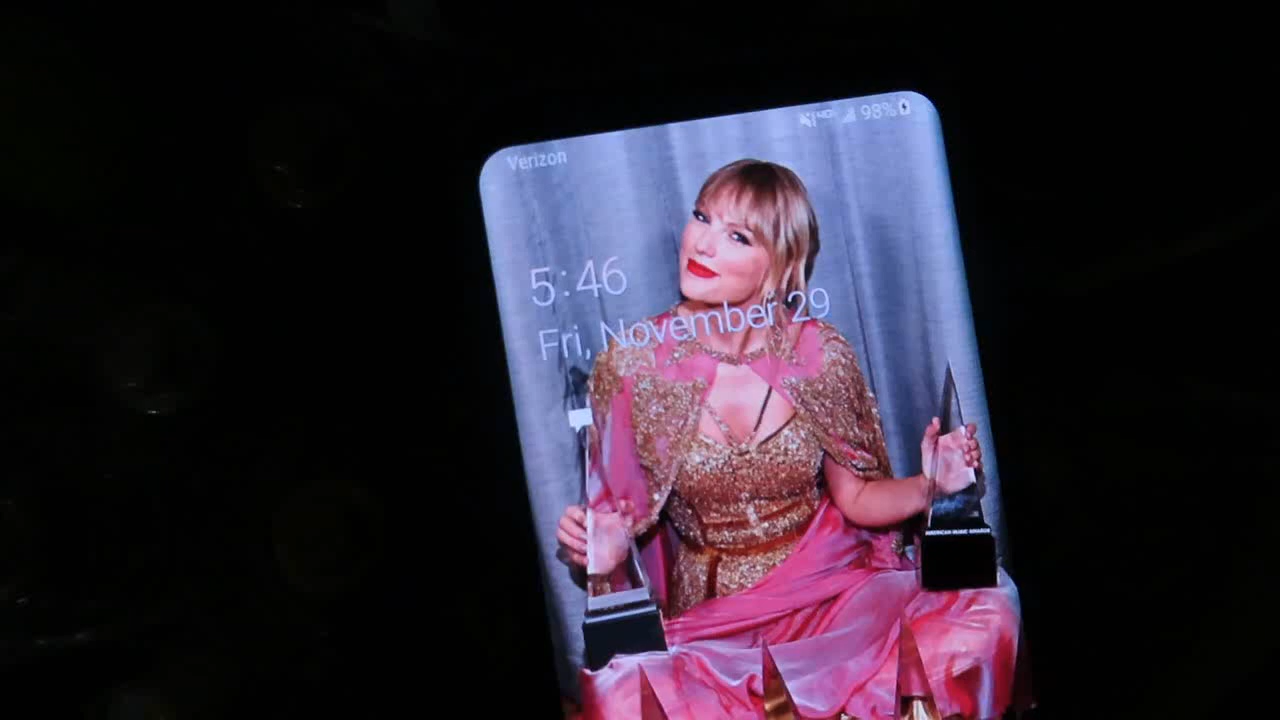 Verizon
98%
5:46
Fri, November 29
AMERICAN MUSIC AWARDS